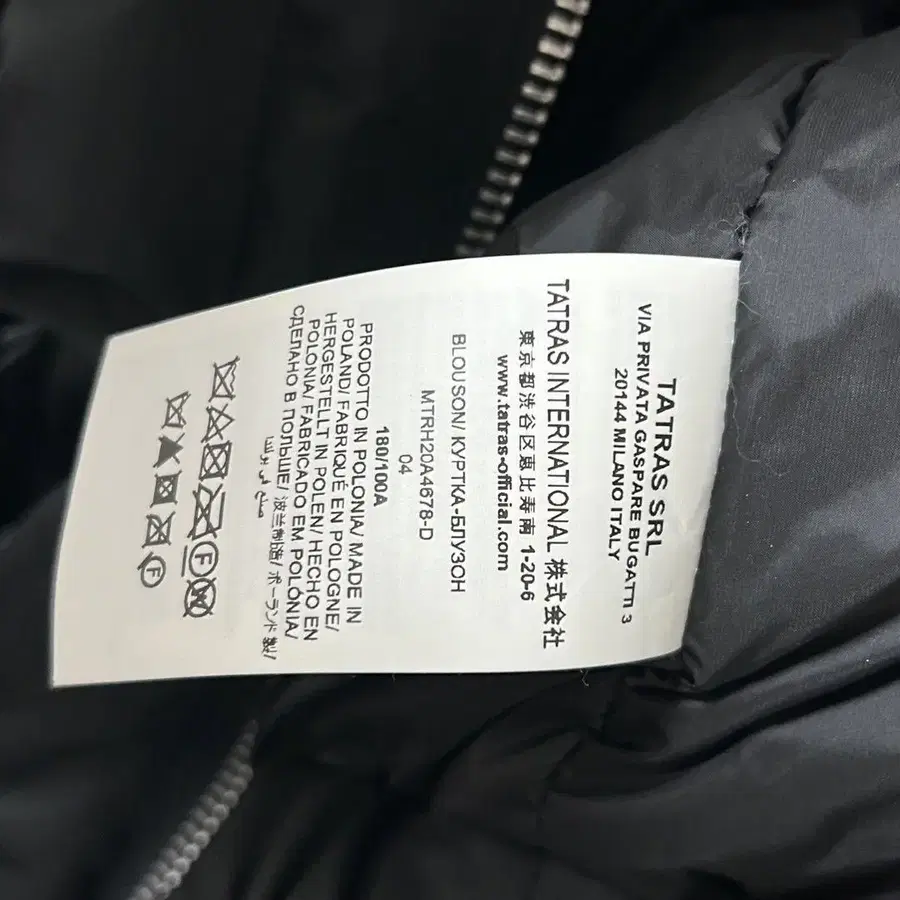 TATRAS SRL
VIA PRIVATA GASPARE BUGATTI 3
20144 MILANO ITALY
TATRAS INTERNATIONAL 株式会社
東京都渋谷区恵比寿南 1-20-6
www.tatras-official.com
BLOUSON/ КУРТКА-БЛУЗОН
MTRH20A4678-D
04
180/100A
PRODOTTO IN POLONIA/ MADE IN
POLAND/ FABRIQUÉ EN POLOGNE/
HERGESTELLT IN POLEN/ HECHO EN
POLONIA/ FABRICADO EM POLÓNIA/
СДЕЛАНО В ПОЛЬШЕ/ 波兰制造/ ポーランド製/
صنع في بولندا
F
F